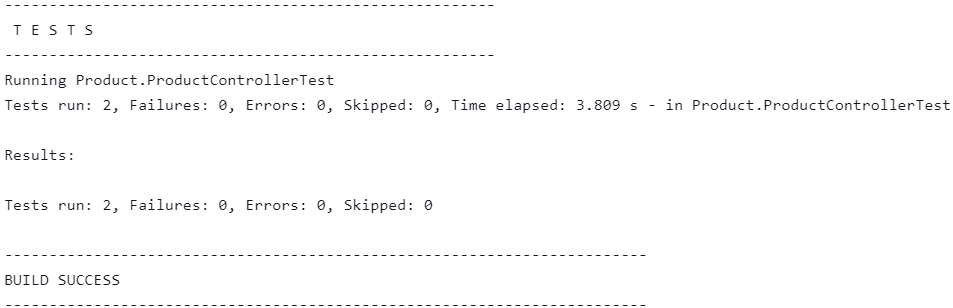 -------------------------------------------------------
 T E S T S
-------------------------------------------------------
Running Product.ProductControllerTest
Tests run: 2, Failures: 0, Errors: 0, Skipped: 0, Time elapsed: 3.809 s - in Product.ProductControllerTest

Results:

Tests run: 2, Failures: 0, Errors: 0, Skipped: 0

------------------------------------------------------------------------
BUILD SUCCESS
------------------------------------------------------------------------